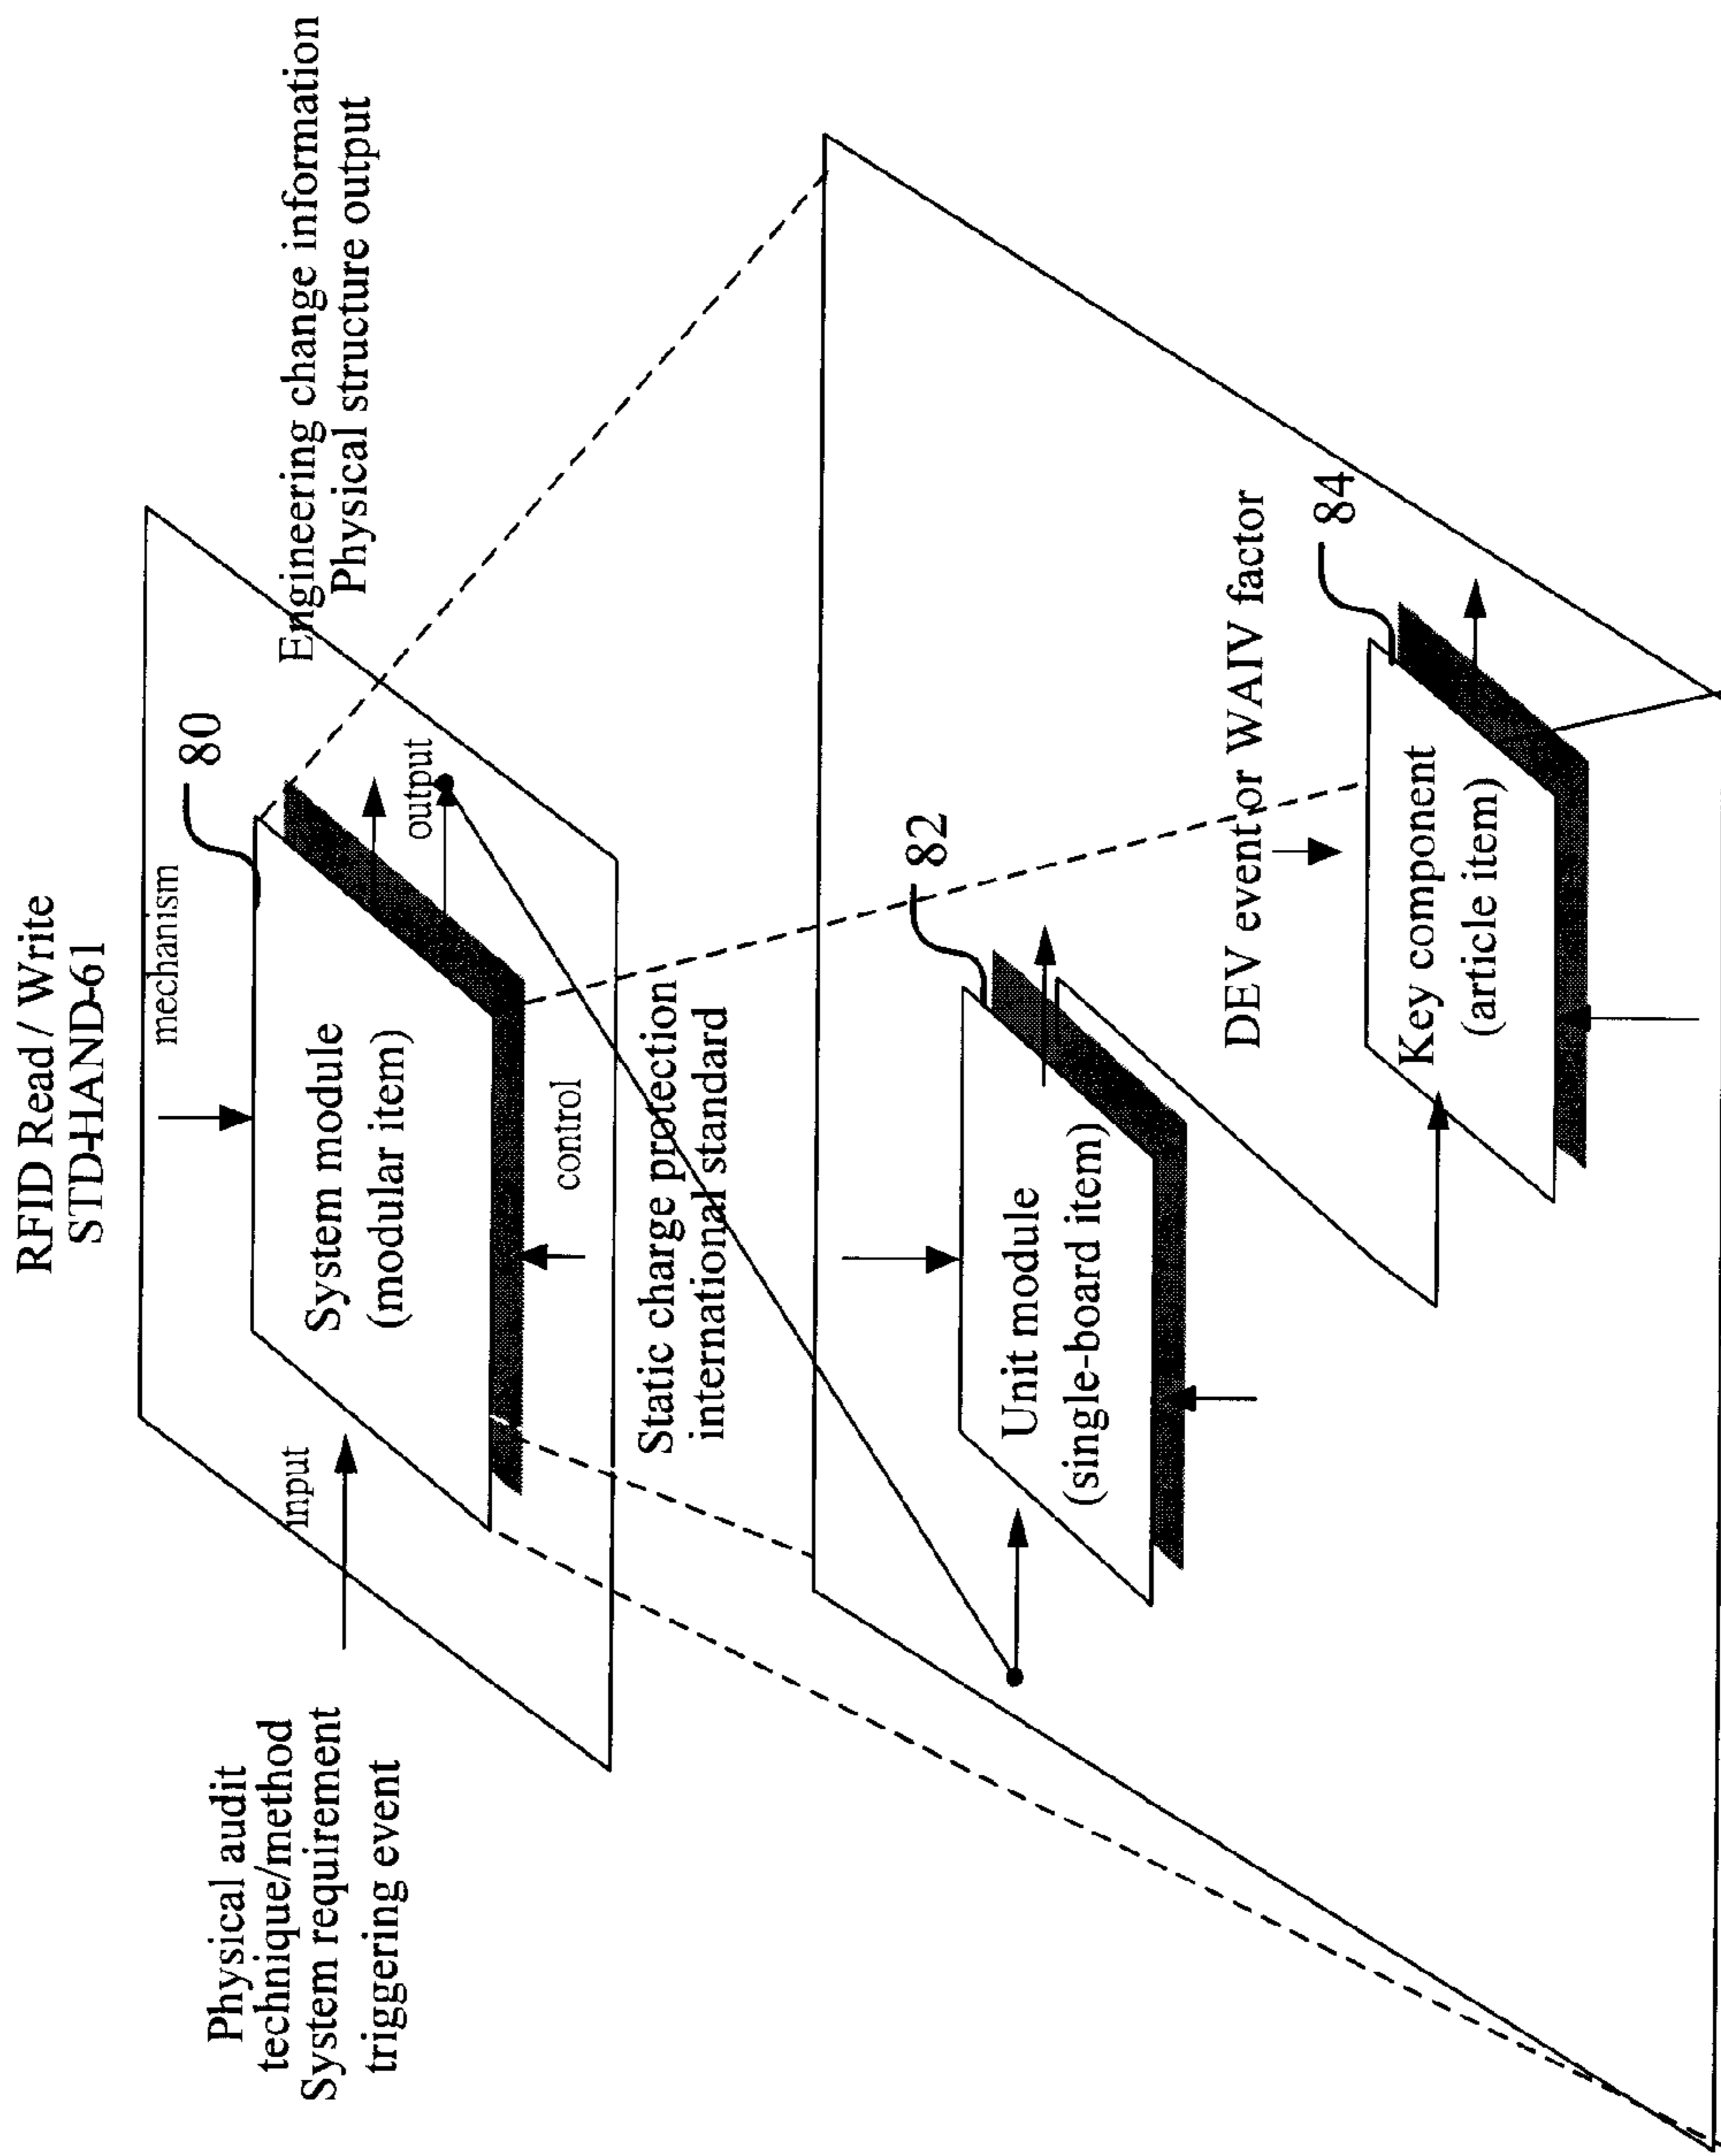 RFID Read / Write
STD-HAND-61
mechanism
80
Engineering change information
Physical structure output
Physical audit
technique/method
System requirement
triggering event
input
System module
(modular item)
output
control
Static charge protection
international standard
82
Unit module
(single-board item)
DEV event or WAIV factor
84
Key component
(article item)